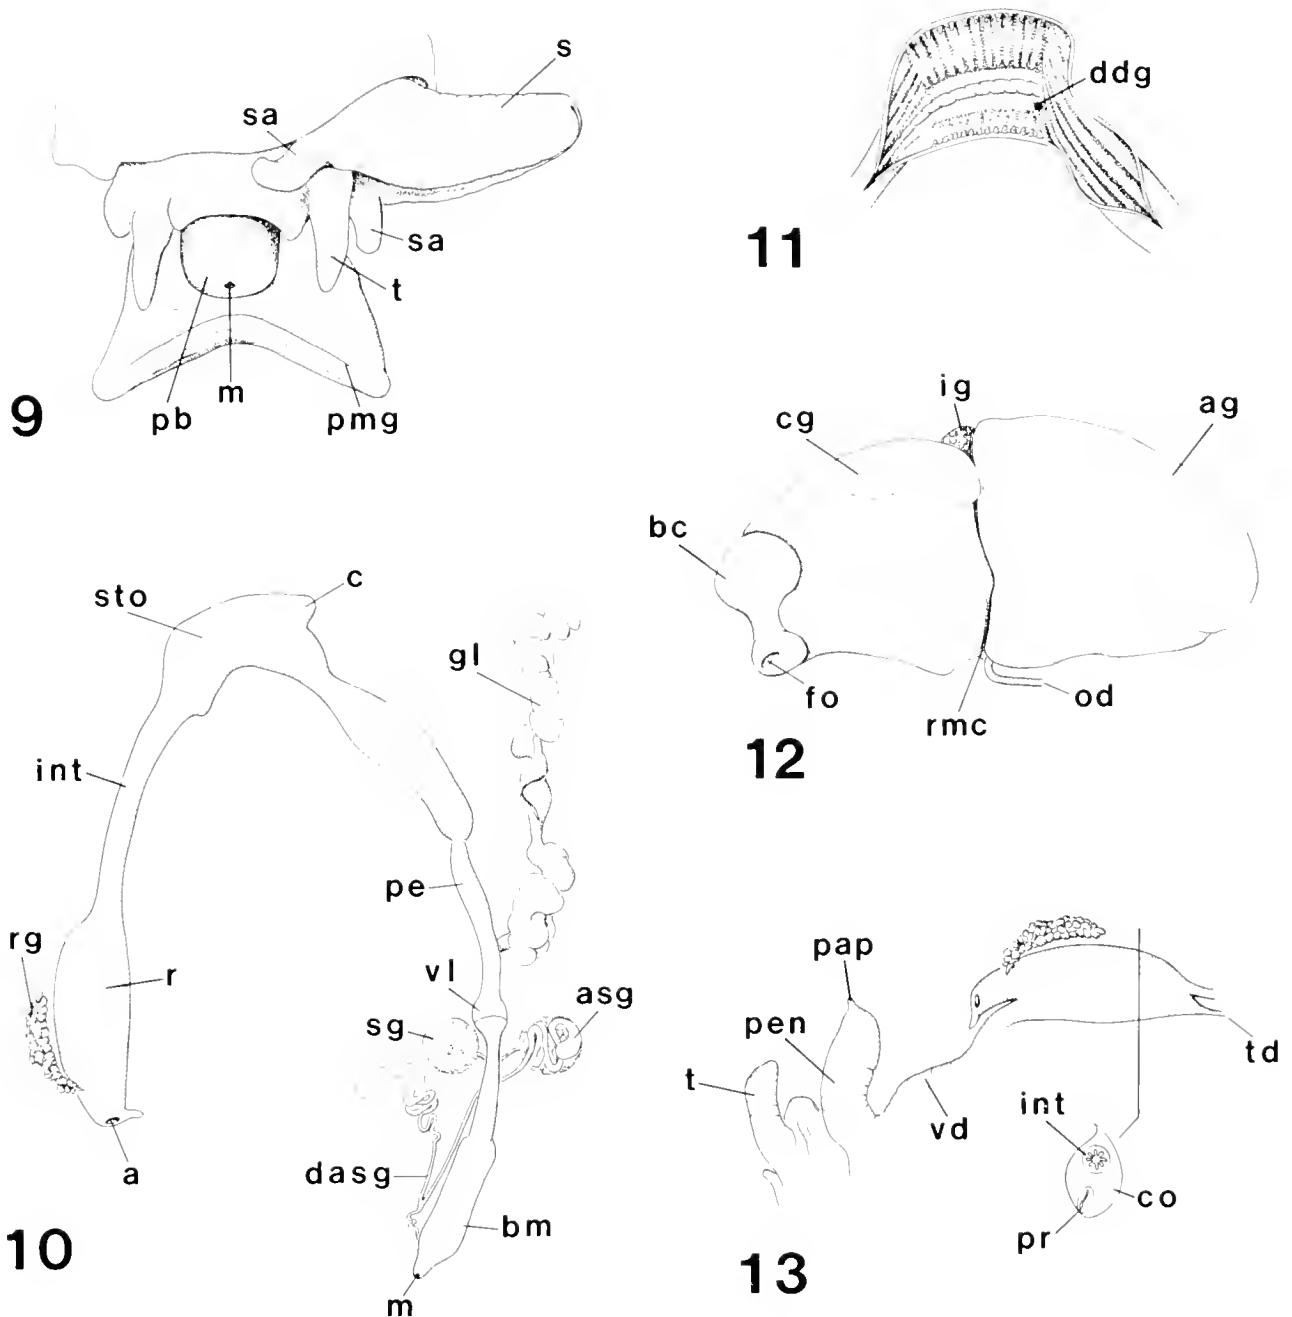 s
sa
sa
t
pb
m
pmg
9
ddg
11
ig
ag
cg
bc
fo
rmc
od
12
c
sto
gl
int
pe
rg
r
vl
asg
sg
a
dasg
bm
m
10
pap
pen
t
vd
td
int
co
pr
13